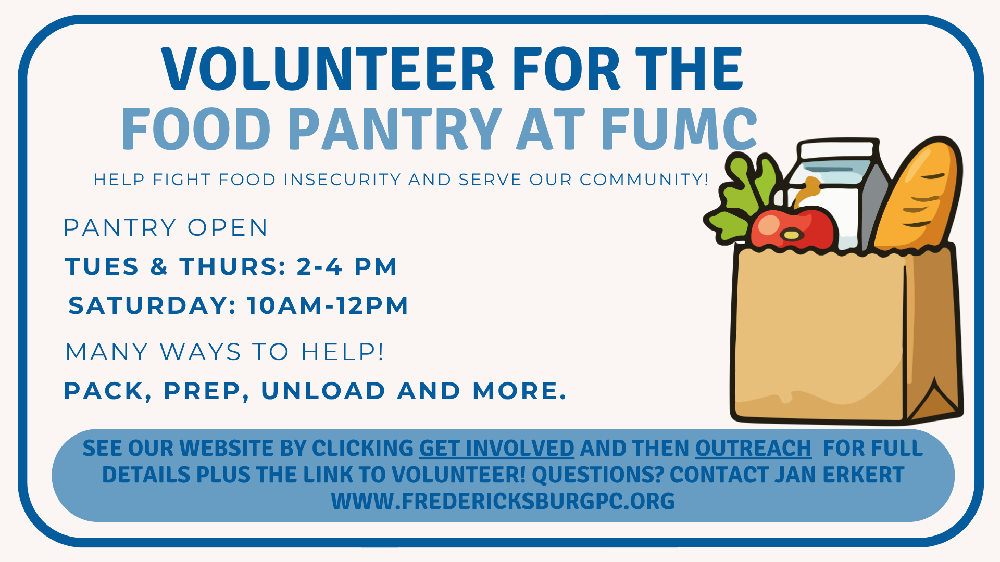 VOLUNTEER FOR THE
FOOD PANTRY AT FUMC
HELP FIGHT FOOD INSECURITY AND SERVE OUR COMMUNITY!
PANTRY OPEN
TUES & THURS: 2-4 PM
SATURDAY: 10AM-12PM
MANY WAYS TO HELP!
PACK, PREP, UNLOAD AND MORE.
SEE OUR WEBSITE BY CLICKING GET INVOLVED AND THEN OUTREACH FOR FULL
DETAILS PLUS THE LINK TO VOLUNTEER! QUESTIONS? CONTACT JAN ERKERT
WWW.FREDERICKSBURGPC.ORG